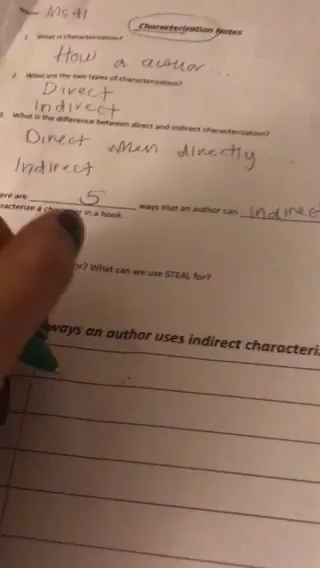 MS 41
Characterization Notes
1. What is characterization?
How a author...
2. What are the two types of characterization?
Direct
Indirect
3. What is the difference between direct and indirect characterization?
Direct when directly ...
Indirect
ere are 5 ways that an author can indirect
racterize a character in a book.
or? What can we use STEAL for?
ways an author uses indirect characteri